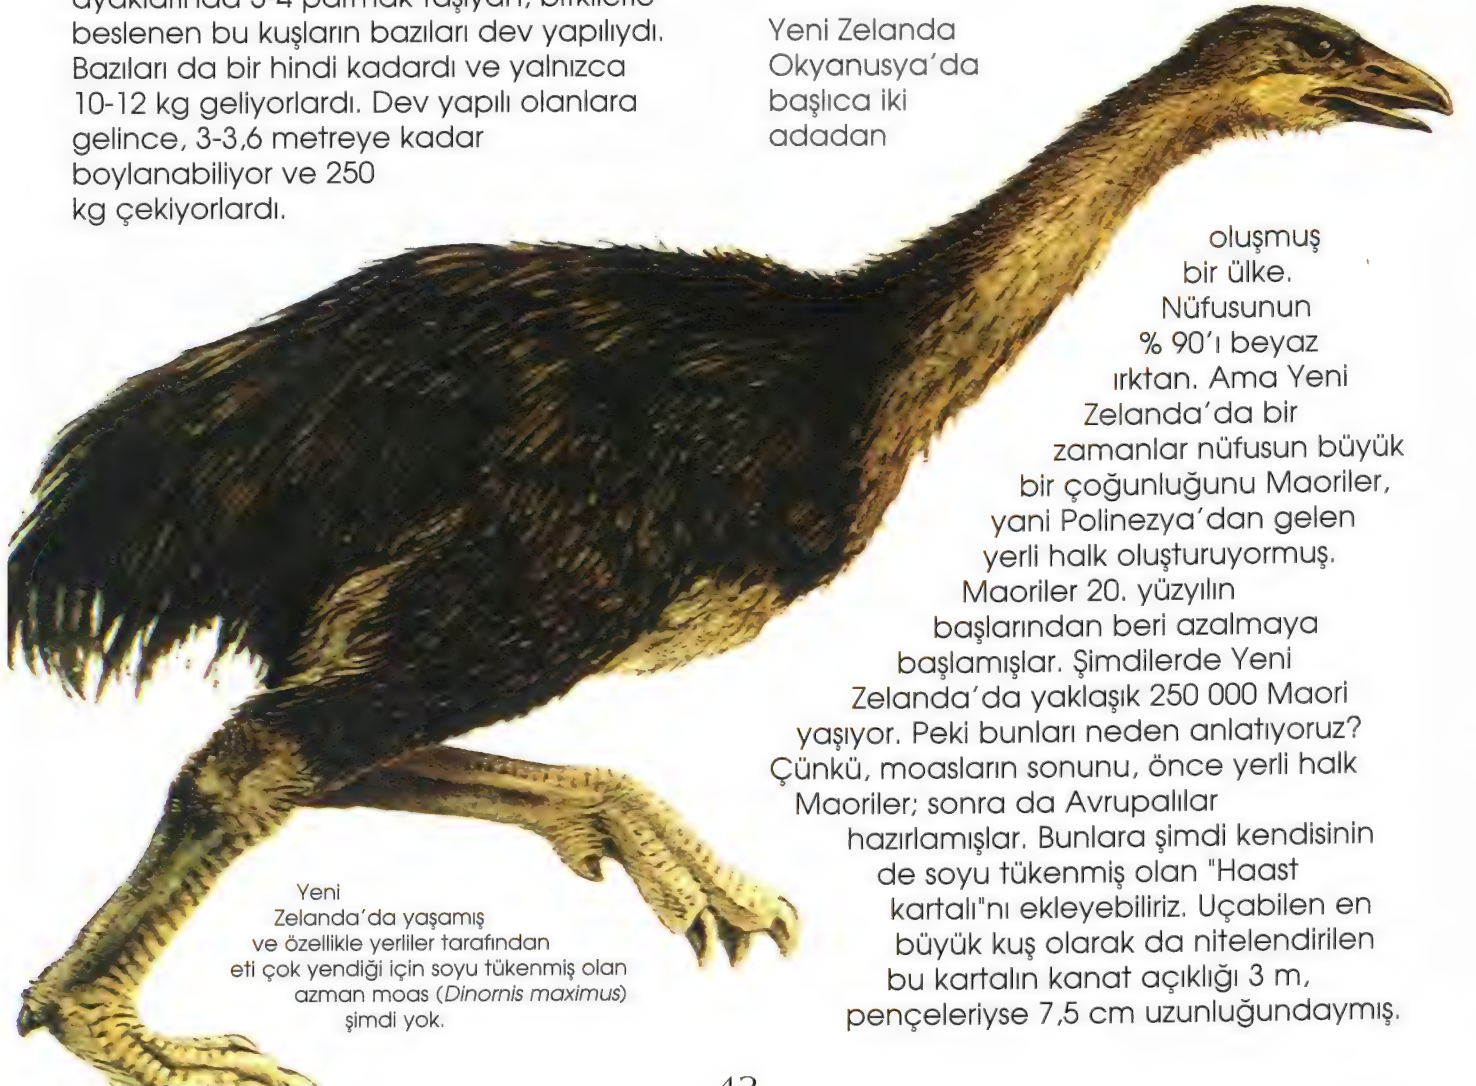 ayaklarında 3-4 parmak taşıyan, bitkilerle
beslenen bu kuşların bazıları dev yapılıydı.
Bazıları da bir hindi kadardı ve yalnızca
10-12 kg geliyorlardı. Dev yapılı olanlara
gelince, 3-3,6 metreye kadar
boylanabiliyor ve 250
kg çekiyorlardı.
Yeni Zelanda
Okyanusya'da
başlıca iki
adadan
oluşmuş
bir ülke.
Nüfusunun
% 90'ı beyaz
ırktan. Ama Yeni
Zelanda'da bir
zamanlar nüfusun büyük
bir çoğunluğunu Maoriler,
yani Polinezya'dan gelen
yerli halk oluşturuyormuş.
Maoriler 20. yüzyılın
başlarından beri azalmaya
başlamışlar. Şimdilerde Yeni
Zelanda'da yaklaşık 250 000 Maori
yaşıyor. Peki bunları neden anlatıyoruz?
Çünkü, moasların sonunu, önce yerli halk
Maoriler; sonra da Avrupalılar
hazırlamışlar. Bunlara şimdi kendisinin
de soyu tükenmiş olan "Haast
kartalı"nı ekleyebiliriz. Uçabilen en
büyük kuş olarak da nitelendirilen
bu kartalın kanat açıklığı 3 m,
pençeleriyse 7,5 cm uzunluğundaymış.
Yeni
Zelanda'da yaşamış
ve özellikle yerliler tarafından
eti çok yendiği için soyu tükenmiş olan
azman moas (Dinornis maximus)
şimdi yok.